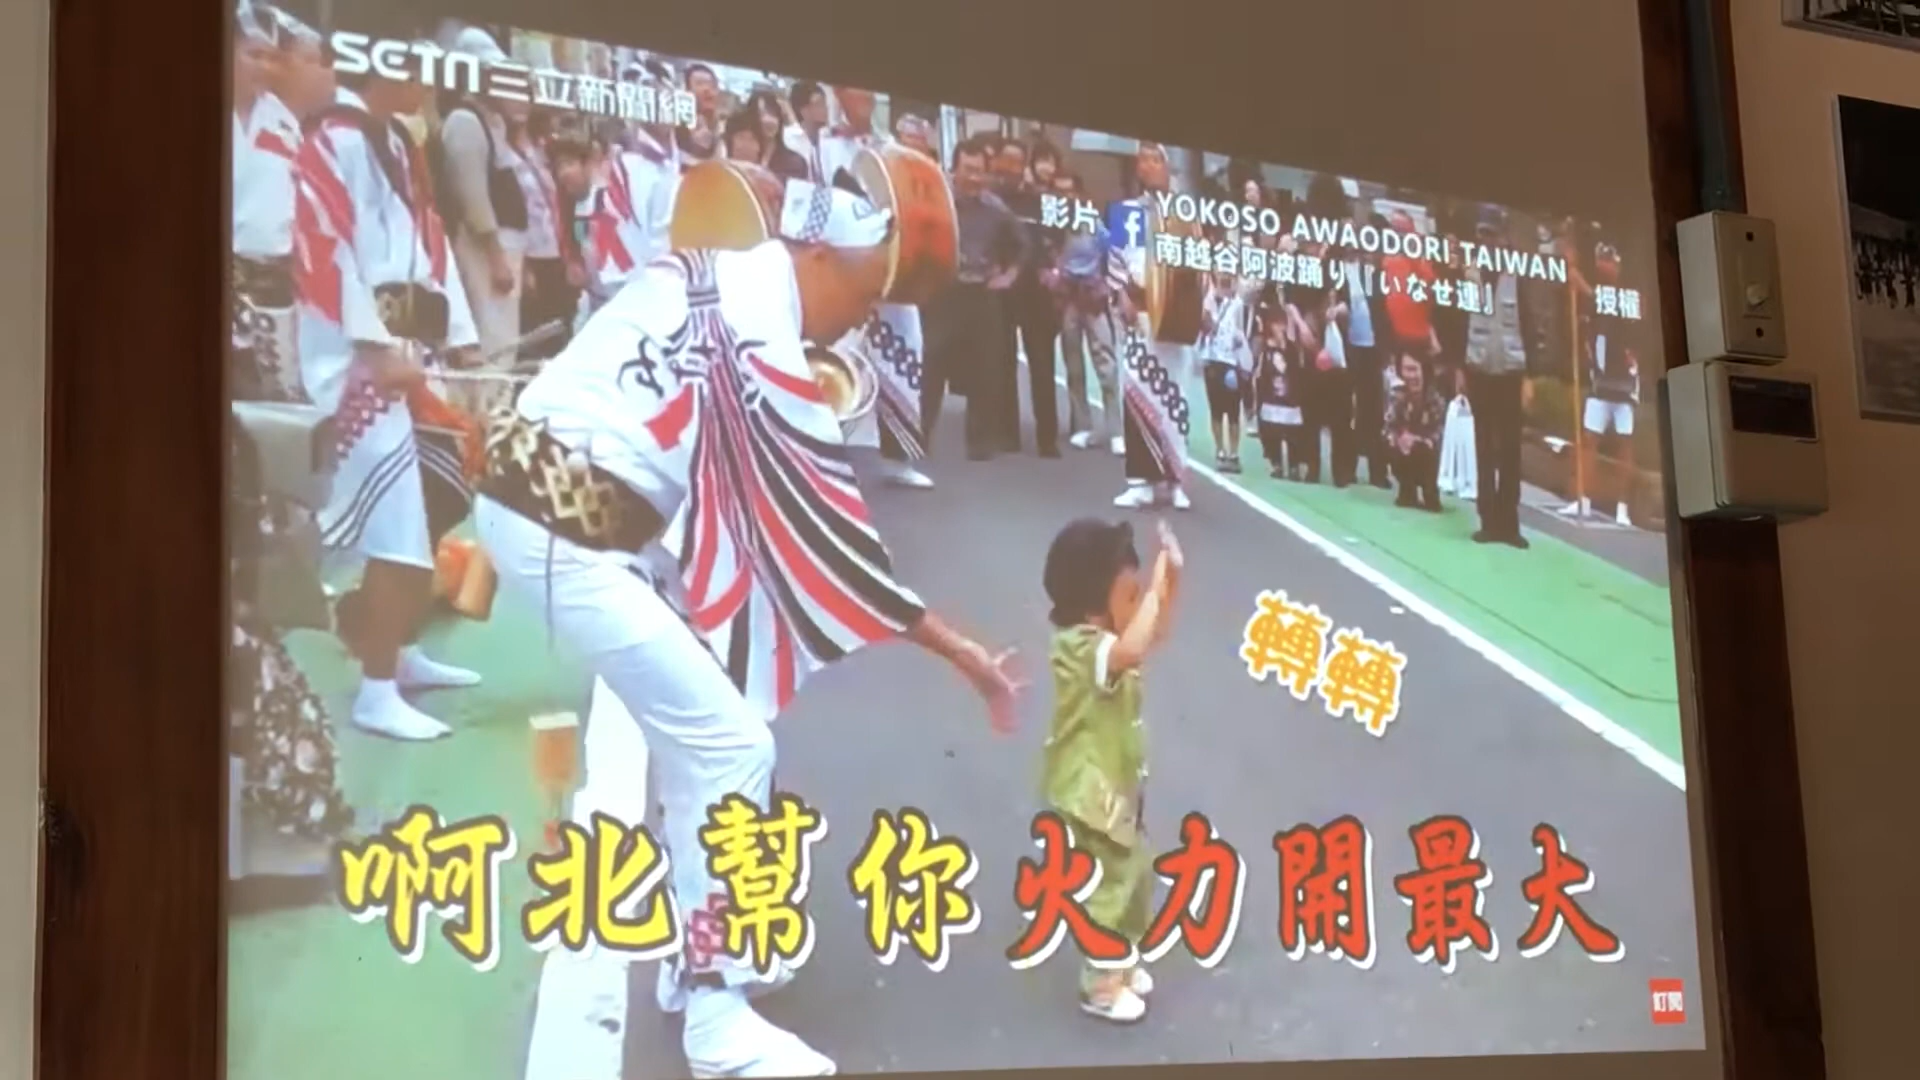 SETN三立新聞網
影片 f YOKOSO AWAODORI TAIWAN
南越谷阿波踊り『いなせ連』 授權
轉轉
啊北幫你火力開最大
訂閱